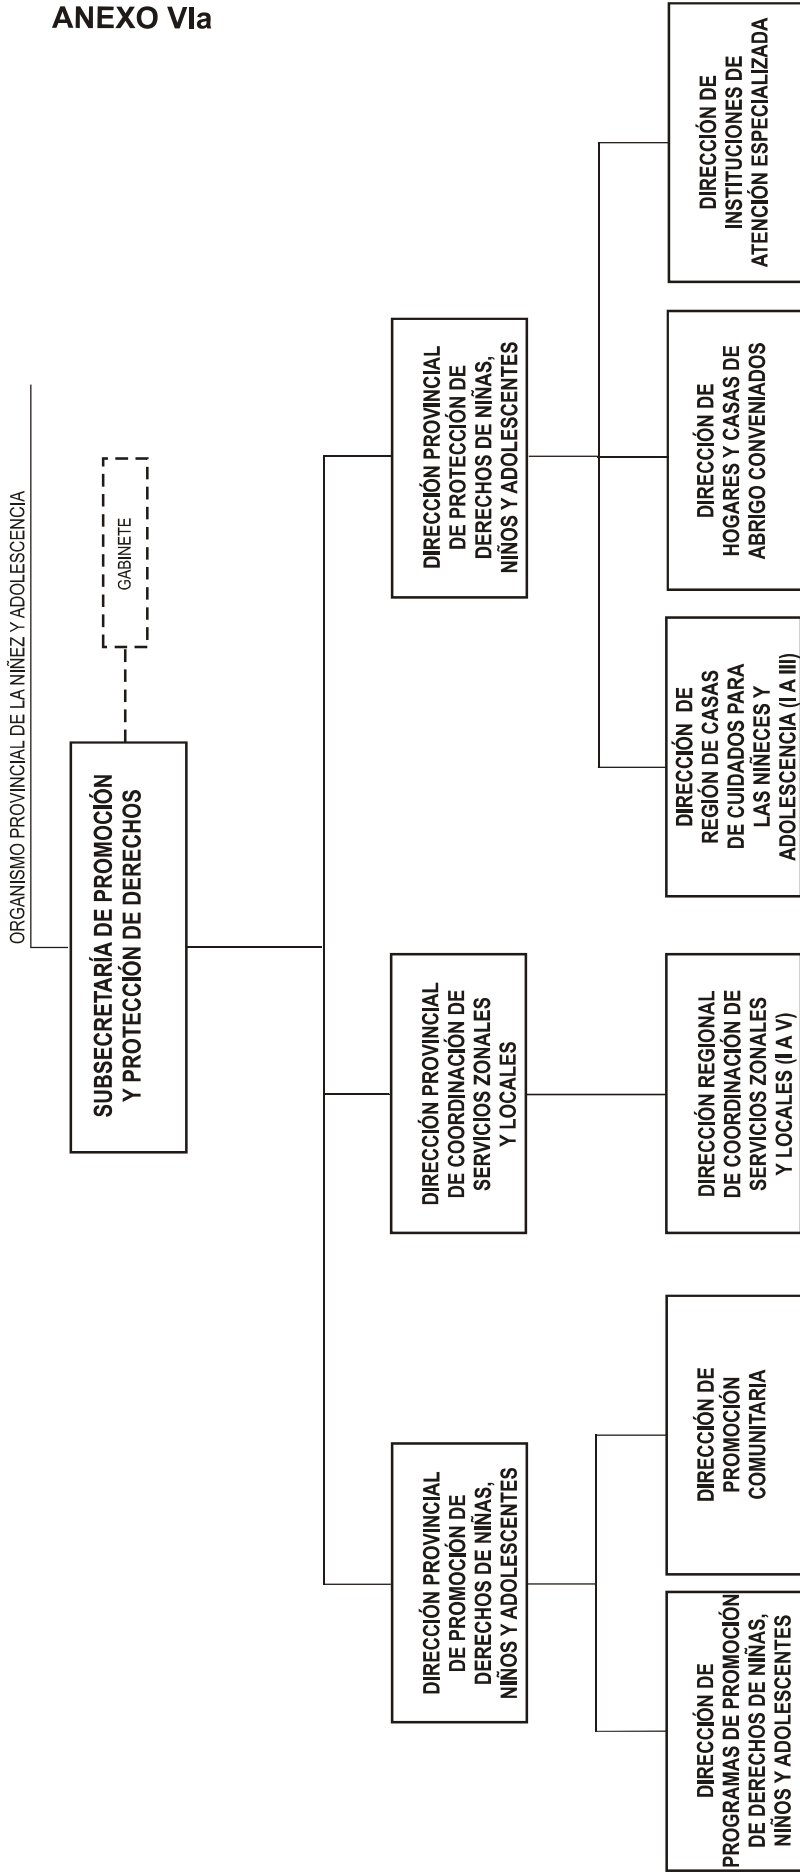 ANEXO VIa
ORGANISMO PROVINCIAL DE LA NIÑEZ Y ADOLESCENCIA
SUBSECRETARÍA DE PROMOCIÓN
Y PROTECCIÓN DE DERECHOS
GABINETE
DIRECCIÓN PROVINCIAL
DE PROMOCIÓN DE
DERECHOS DE NIÑAS,
NIÑOS Y ADOLESCENTES
DIRECCIÓN PROVINCIAL
DE COORDINACIÓN DE
SERVICIOS ZONALES
Y LOCALES
DIRECCIÓN PROVINCIAL
DE PROTECCIÓN DE
DERECHOS DE NIÑAS,
NIÑOS Y ADOLESCENTES
DIRECCIÓN DE
PROGRAMAS DE PROMOCIÓN
DE DERECHOS DE NIÑAS,
NIÑOS Y ADOLESCENTES
DIRECCIÓN DE
PROMOCIÓN
COMUNITARIA
DIRECCIÓN REGIONAL
DE COORDINACIÓN DE
SERVICIOS ZONALES
Y LOCALES (I A V)
DIRECCIÓN DE
REGIÓN DE CASAS
DE CUIDADOS PARA
LAS NIÑECES Y
ADOLESCENCIA (I A III)
DIRECCIÓN DE
HOGARES Y CASAS DE
ABRIGO CONVENIADOS
DIRECCIÓN DE
INSTITUCIONES DE
ATENCIÓN ESPECIALIZADA